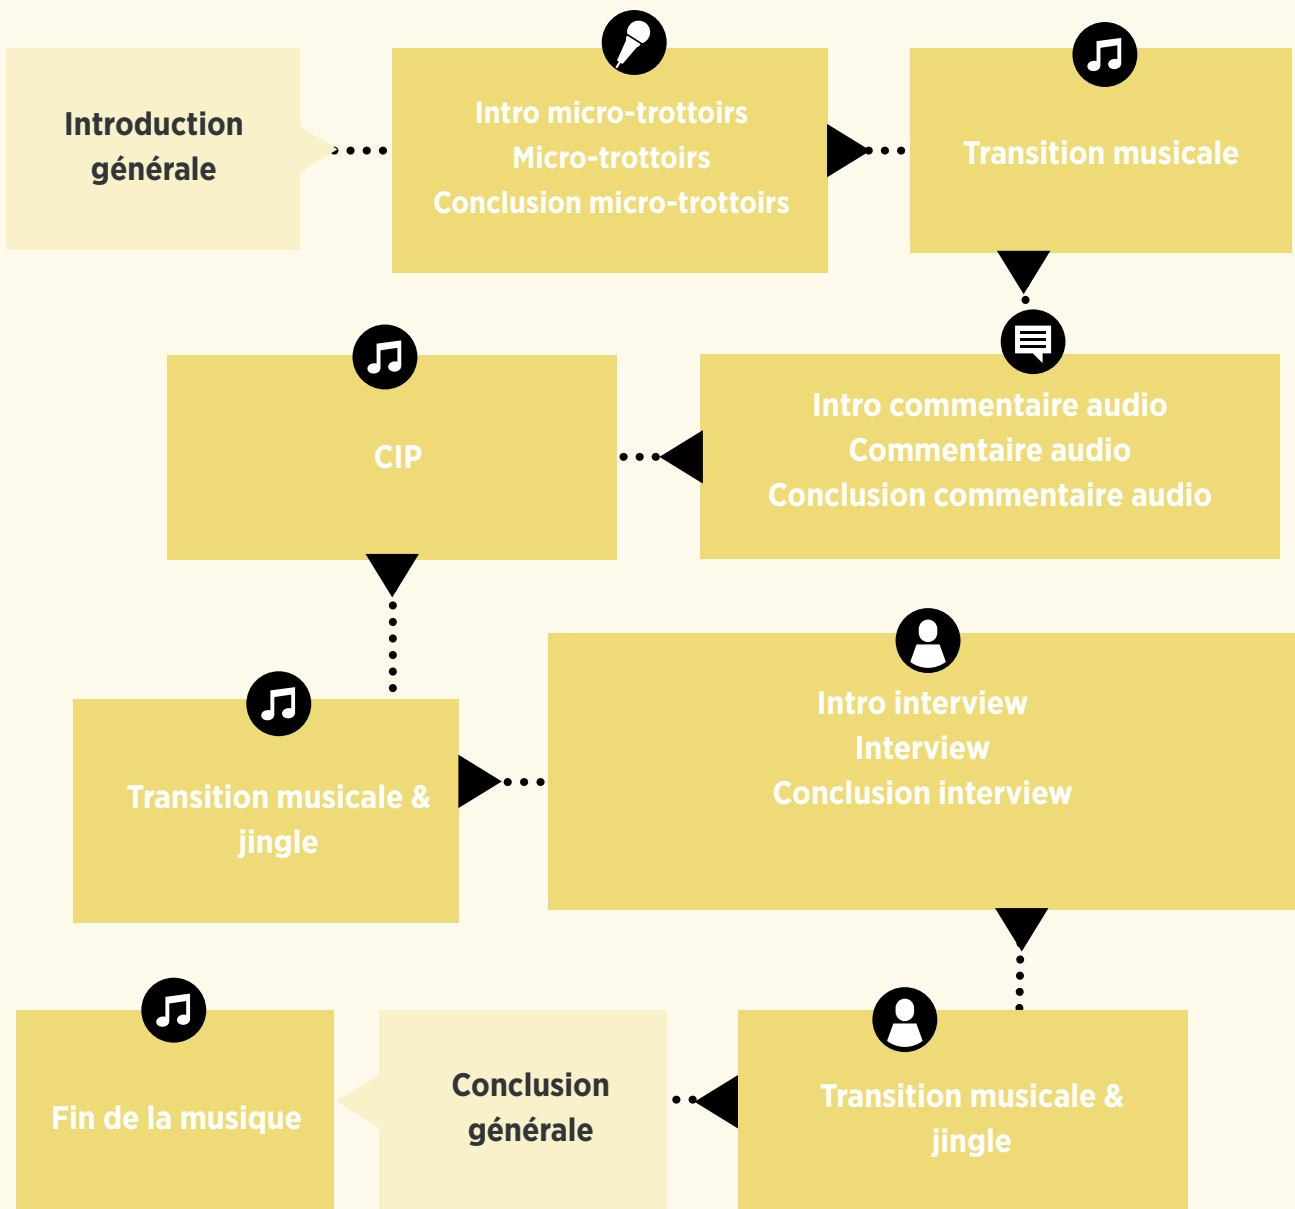 Introduction
générale
Intro micro-trottoirs
Micro-trottoirs
Conclusion micro-trottoirs
Transition musicale
Intro commentaire audio
Commentaire audio
Conclusion commentaire audio
CIP
Transition musicale &
jingle
Intro interview
Interview
Conclusion interview
Transition musicale &
jingle
Conclusion
générale
Fin de la musique